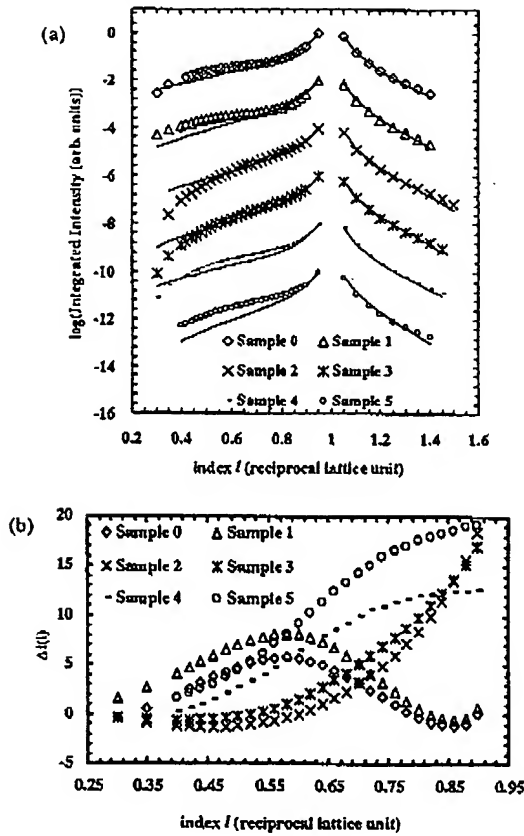 (a)
log(Integrated Intensity [arb. units])
0
-2
-4
-6
-8
-10
-12
-14
-16
Sample 0 Sample 1
Sample 2 Sample 3
Sample 4 Sample 5
0.2 0.4 0.6 0.8 1 1.2 1.4 1.6
index l (reciprocal lattice unit)
(b)
ΔI(l)
20
15
10
5
0
-5
Sample 0 Sample 1
Sample 2 Sample 3
Sample 4 Sample 5
0.25 0.35 0.45 0.55 0.65 0.75 0.85 0.95
index l (reciprocal lattice unit)